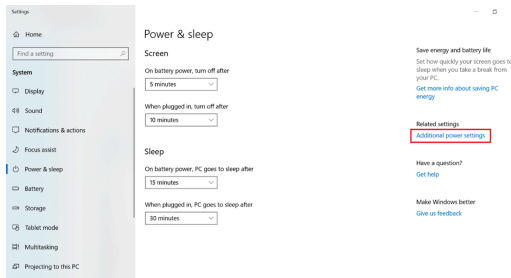 Settings
Home
Find a setting
System
Display
Sound
Notifications & actions
Focus assist
Power & sleep
Battery
Storage
Tablet mode
Multitasking
Projecting to this PC
Power & sleep
Screen
On battery power, turn off after
5 minutes
When plugged in, turn off after
10 minutes
Sleep
On battery power, PC goes to sleep after
15 minutes
When plugged in, PC goes to sleep after
30 minutes
Save energy and battery life
Set how quickly your screen goes to
sleep when you take a break from
your PC.
Get more info about saving PC
energy
Related settings
Additional power settings
Have a question?
Get help
Make Windows better
Give us feedback